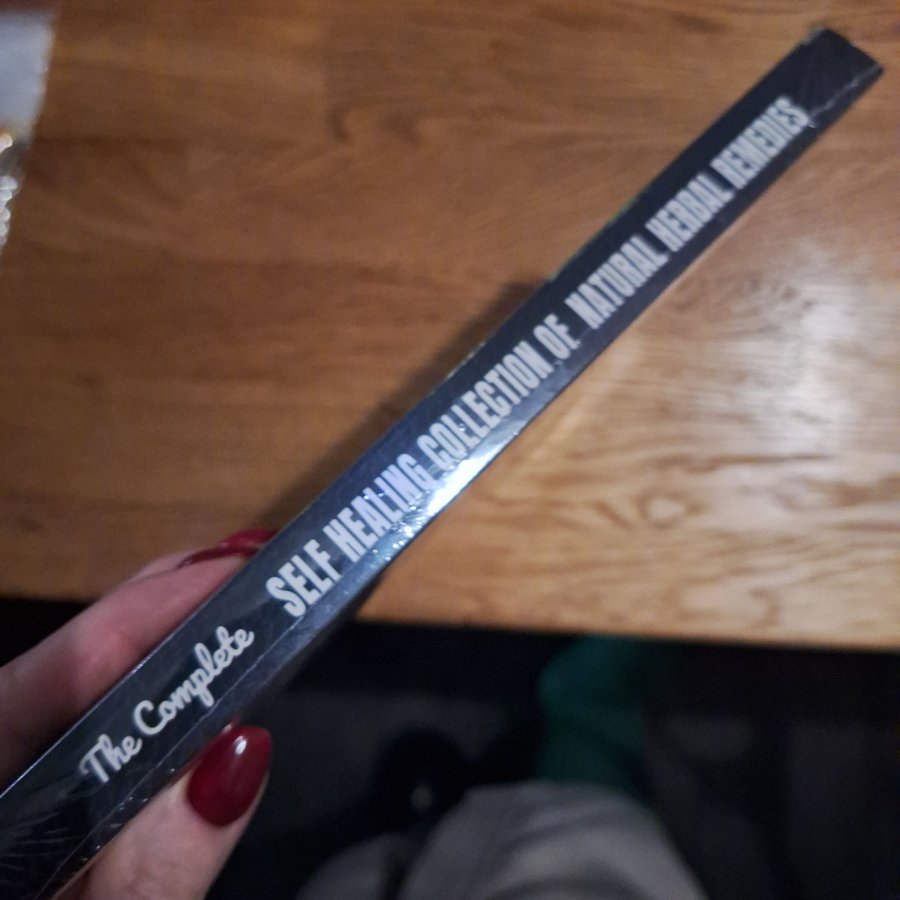 The Complete SELF HEALING COLLECTION OF NATURAL HERBAL REMEDIES